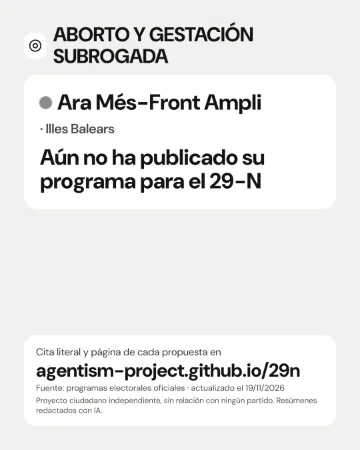 ABORTO Y GESTACIÓN
SUBROGADA
Ara Més-Front Ampli
· Illes Balears
Aún no ha publicado su
programa para el 29-N
Cita literal y página de cada propuesta en
agentism-project.github.io/29n
Fuente: programas electorales oficiales · actualizado el 19/11/2026
Proyecto ciudadano independiente, sin relación con ningún partido. Resúmenes
redactados con IA.